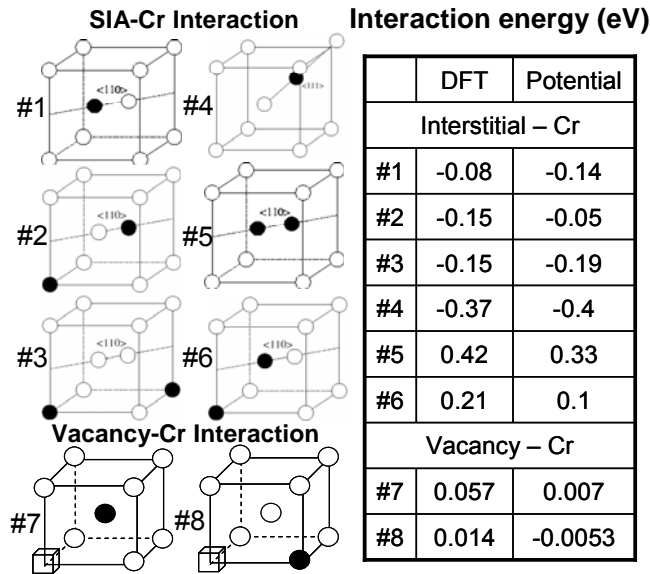 SIA-Cr Interaction
Interaction energy (eV)
#1
<110>
#4
<111>
#2
<110>
#5
<110>
#3
<110>
#6
<110>
Vacancy-Cr Interaction
#7
#8
DFT Potential
Interstitial – Cr
#1 -0.08 -0.14
#2 -0.15 -0.05
#3 -0.15 -0.19
#4 -0.37 -0.4
#5 0.42 0.33
#6 0.21 0.1
Vacancy – Cr
#7 0.057 0.007
#8 0.014 -0.0053